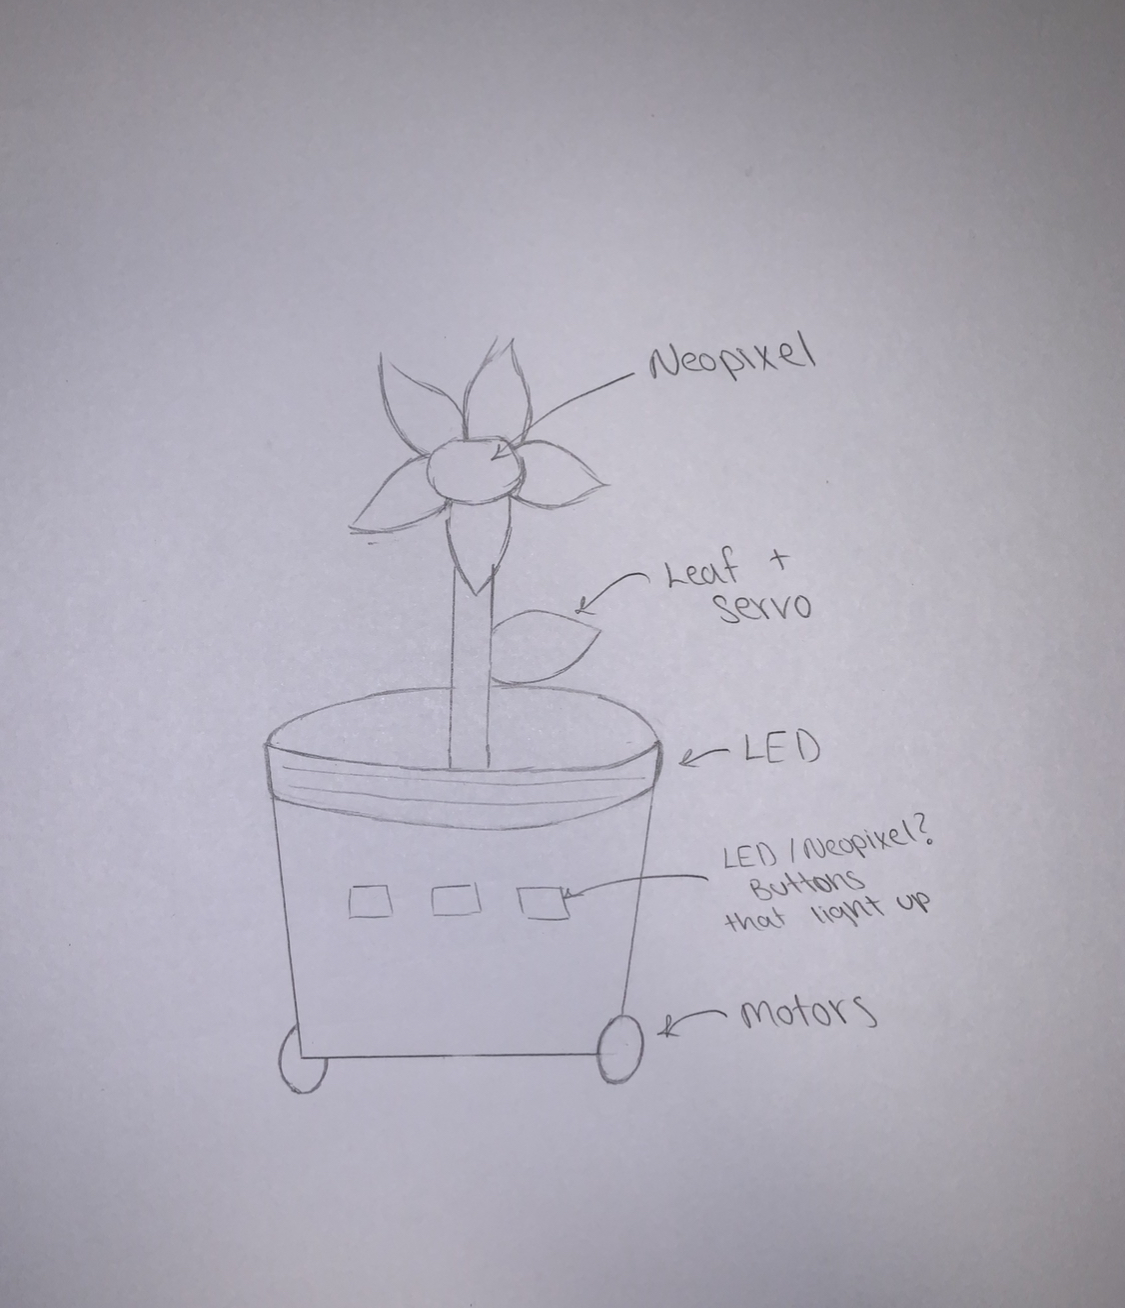 Neopixel
Leaf +
servo
LED
LED / Neopixel?
Buttons
that light up
Motors